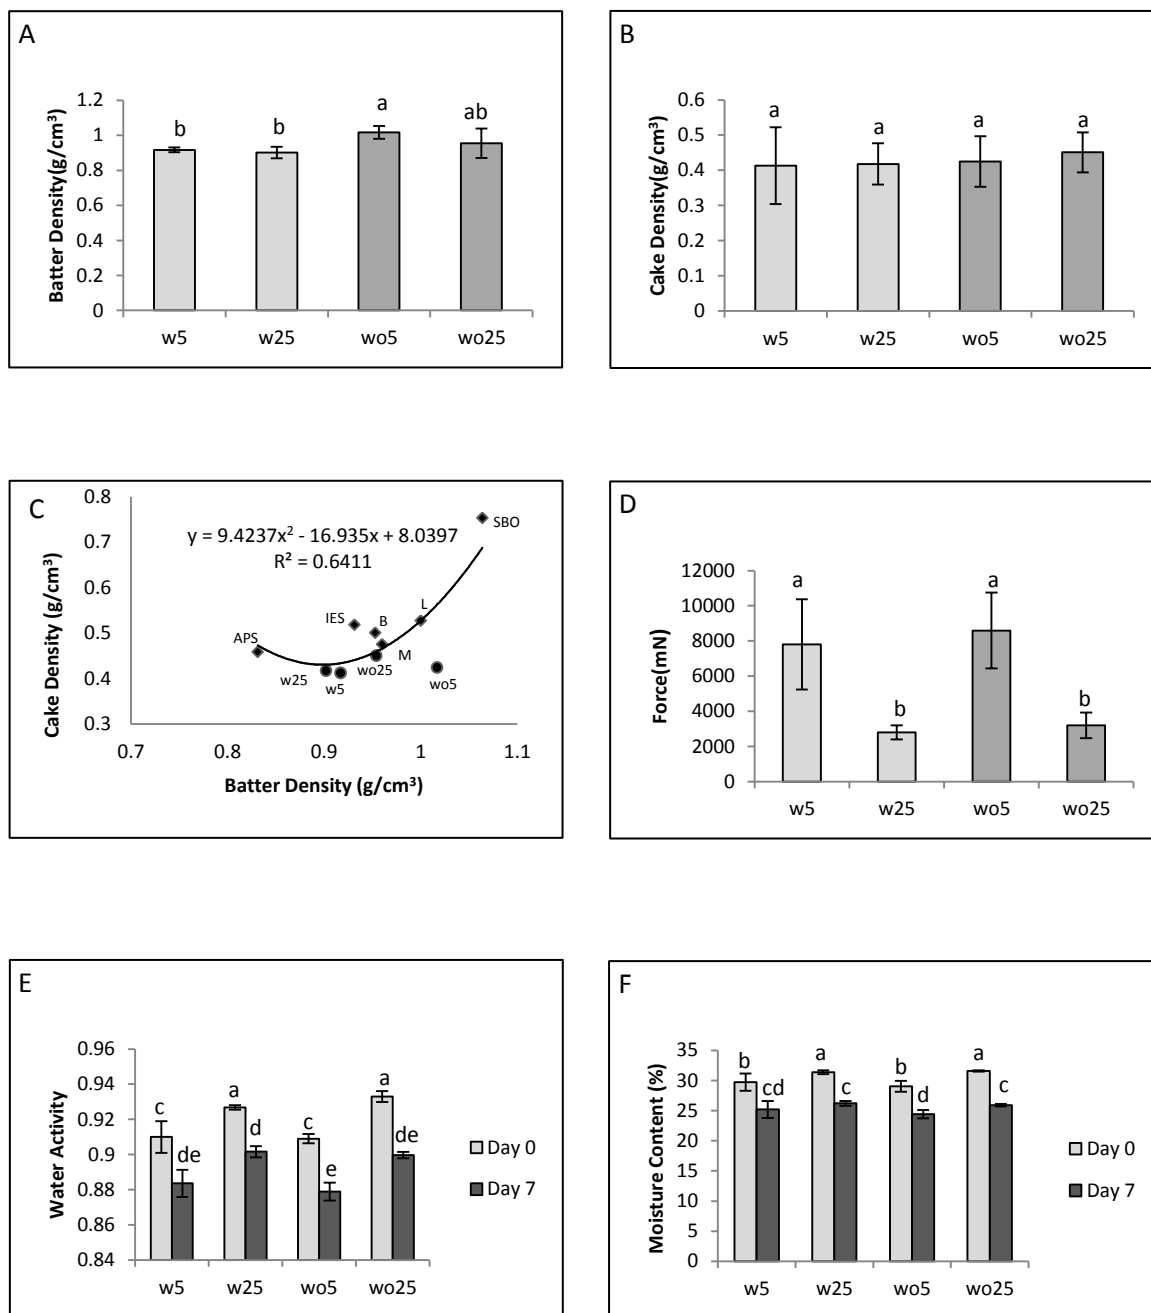 A
Batter Density(g/cm³)
1.2
1
0.8
0.6
0.4
0.2
0
b
b
a
ab
w5
w25
wo5
wo25
B
Cake Density(g/cm³)
0.6
0.5
0.4
0.3
0.2
0.1
0
a
a
a
a
w5
w25
wo5
wo25
C
Cake Density (g/cm³)
0.8
0.7
0.6
0.5
0.4
0.3
y = 9.4237x² - 16.935x + 8.0397
R² = 0.6411
SBO
L
IES
B
APS
M
wo25
w25
w5
wo5
0.7
0.8
0.9
1
1.1
Batter Density (g/cm³)
D
Force(mN)
12000
10000
8000
6000
4000
2000
0
a
b
a
b
w5
w25
wo5
wo25
E
Water Activity
0.96
0.94
0.92
0.9
0.88
0.86
0.84
c
de
a
d
c
e
a
de
w5
w25
wo5
wo25
Day 0
Day 7
F
Moisture Content (%)
35
30
25
20
15
10
5
0
b
cd
a
c
b
d
a
c
w5
w25
wo5
wo25
Day 0
Day 7